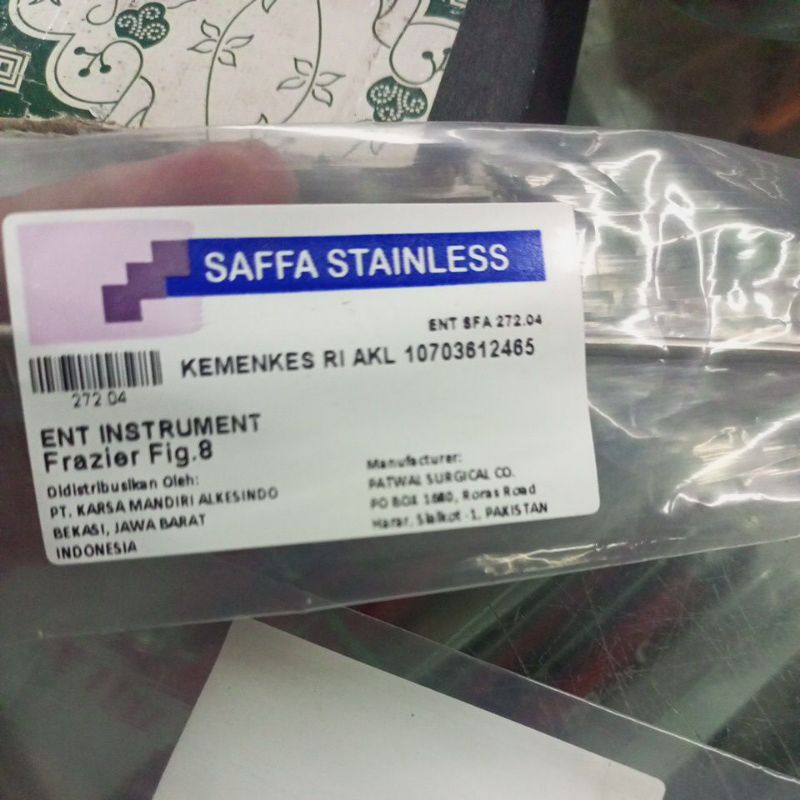 SAFFA STAINLESS
ENT SFA 272.04
KEMENKES RI AKL 10703612465
272.04
ENT INSTRUMENT
Frazier Fig.8
Didistribusikan Oleh:
PT. KARSA MANDIRI ALKESINDO
BEKASI, JAWA BARAT
INDONESIA
Manufacturer:
PATWAL SURGICAL CO.
PO BOX Roras Road
Harar, Sialkot -1, PAKISTAN